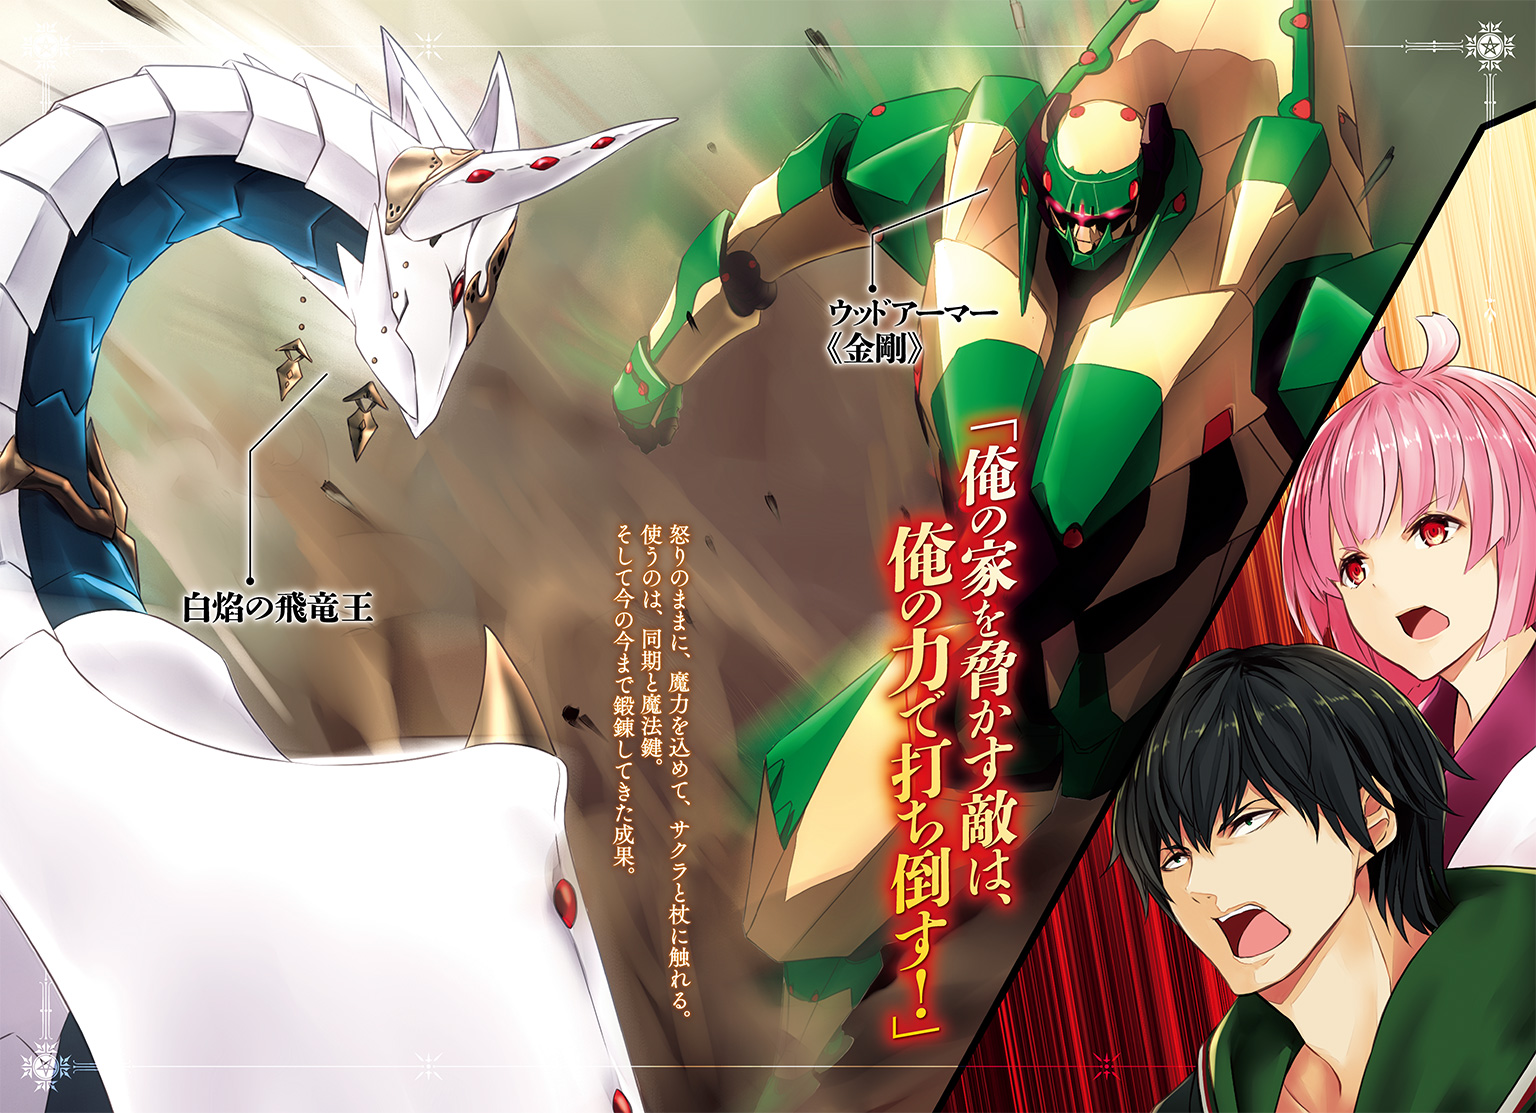 ウッドアーマー
《金剛》
「俺の家を脅かす敵は、
俺の力で打ち倒す!」
怒りのままに、魔力を込めて、サクラと杖に触れる。
使うのは、同期と魔法鍵。
そして今の今まで鍛錬してきた成果。
白焰の飛竜王